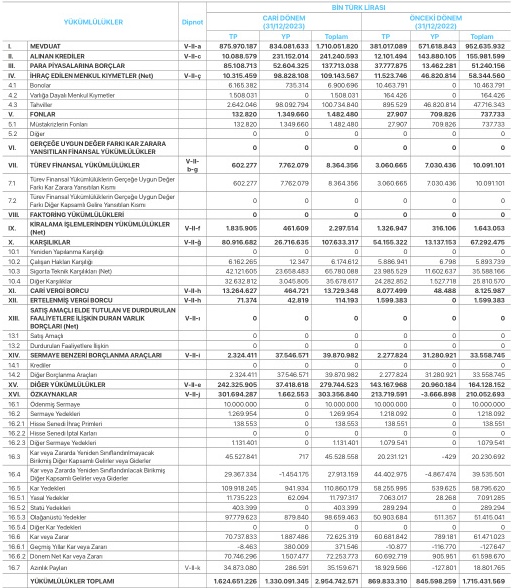 BİN TÜRK LİRASI
YÜKÜMLÜLÜKLER Dipnot CARİ DÖNEM (31/12/2023) ÖNCEKİ DÖNEM (31/12/2022)
TP YP Toplam TP YP Toplam
I. MEVDUAT V-II-a 875.970.187 834.081.633 1.710.051.820 381.017.089 571.618.843 952.635.932
II. ALINAN KREDİLER V-II-c 10.088.579 231.152.014 241.240.593 12.101.494 143.880.105 155.981.599
III. PARA PİYASALARINA BORÇLAR 85.108.713 52.604.325 137.713.038 37.777.875 13.462.281 51.240.156
IV. İHRAÇ EDİLEN MENKUL KIYMETLER (Net) V-II-ç 10.315.459 98.828.108 109.143.567 11.523.746 46.820.814 58.344.560
4.1 Bonolar 6.165.382 735.314 6.900.696 10.463.791 0 10.463.791
4.2 Varlığa Dayalı Menkul Kıymetler 1.508.031 0 1.508.031 164.426 0 164.426
4.3 Tahviller 2.642.046 98.092.794 100.734.840 895.529 46.820.814 47.716.343
V. FONLAR 132.820 1.349.660 1.482.480 27.907 709.826 737.733
5.1 Müstakrizlerin Fonları 132.820 1.349.660 1.482.480 27.907 709.826 737.733
5.2 Diğer 0 0 0 0 0 0
VI. GERÇEĞE UYGUN DEĞER FARKI KAR ZARARA YANSITILAN FİNANSAL YÜKÜMLÜLÜKLER 0 0 0 0 0 0
VII. TÜREV FİNANSAL YÜKÜMLÜLÜKLER V-II-b-g 602.277 7.762.079 8.364.356 3.060.665 7.030.436 10.091.101
7.1 Türev Finansal Yükümlülüklerin Gerçeğe Uygun Değer Farkı Kar Zarara Yansıtılan Kısmı 602.277 7.762.079 8.364.356 3.060.665 7.030.436 10.091.101
7.2 Türev Finansal Yükümlülüklerin Gerçeğe Uygun Değer Farkı Diğer Kapsamlı Gelire Yansıtılan Kısmı 0 0 0 0 0 0
VIII. FAKTORİNG YÜKÜMLÜLÜKLERİ 0 0 0 0 0 0
IX. KİRALAMA İŞLEMLERİNDEN YÜKÜMLÜLÜKLER (Net) V-II-f 1.835.905 461.609 2.297.514 1.326.947 316.106 1.643.053
X. KARŞILIKLAR V-II-ğ 80.916.682 26.716.635 107.633.317 54.155.322 13.137.153 67.292.475
10.1 Yeniden Yapılanma Karşılığı 0 0 0 0 0 0
10.2 Çalışan Hakları Karşılığı 6.162.265 12.347 6.174.612 5.886.941 6.798 5.893.739
10.3 Sigorta Teknik Karşılıkları (Net) 42.121.605 23.658.483 65.780.088 23.985.529 11.602.637 35.588.166
10.4 Diğer Karşılıklar 32.632.812 3.045.805 35.678.617 24.282.852 1.527.718 25.810.570
XI. CARİ VERGİ BORCU V-II-h 13.264.627 464.721 13.729.348 8.077.499 48.488 8.125.987
XII. ERTELENMİŞ VERGİ BORCU V-II-h 71.374 42.819 114.193 1.599.383 0 1.599.383
XIII. SATIŞ AMAÇLI ELDE TUTULAN VE DURDURULAN FAALİYETLERE İLİŞKİN DURAN VARLIK BORÇLARI (Net) V-II-ı 0 0 0 0 0 0
13.1 Satış Amaçlı 0 0 0 0 0 0
13.2 Durdurulan Faaliyetlere İlişkin 0 0 0 0 0 0
XIV. SERMAYE BENZERİ BORÇLANMA ARAÇLARI V-II-i 2.324.411 37.546.571 39.870.982 2.277.824 31.280.921 33.558.745
14.1 Krediler 0 0 0 0 0 0
14.2 Diğer Borçlanma Araçları 2.324.411 37.546.571 39.870.982 2.277.824 31.280.921 33.558.745
XV. DİĞER YÜKÜMLÜLÜKLER V-II-e 242.325.905 37.418.618 279.744.523 143.167.968 20.960.184 164.128.152
XVI. ÖZKAYNAKLAR V-II-j 301.694.287 1.662.553 303.356.840 213.719.591 -3.666.898 210.052.693
16.1 Ödenmiş Sermaye 10.000.000 0 10.000.000 10.000.000 0 10.000.000
16.2 Sermaye Yedekleri 1.269.954 0 1.269.954 1.218.092 0 1.218.092
16.2.1 Hisse Senedi İhraç Primleri 138.553 0 138.553 138.551 0 138.551
16.2.2 Hisse Senedi İptal Karları 0 0 0 0 0 0
16.2.3 Diğer Sermaye Yedekleri 1.131.401 0 1.131.401 1.079.541 0 1.079.541
16.3 Kar veya Zararda Yeniden Sınıflandırılmayacak Birikmiş Diğer Kapsamlı Gelirler veya Giderler 45.527.841 717 45.528.558 20.231.121 -429 20.230.692
16.4 Kar veya Zararda Yeniden Sınıflandırılacak Birikmiş Diğer Kapsamlı Gelirler veya Giderler 29.367.334 -1.454.175 27.913.159 44.402.975 -4.867.474 39.535.501
16.5 Kar Yedekleri 109.918.245 941.934 110.860.179 58.255.995 539.625 58.795.620
16.5.1 Yasal Yedekler 11.735.223 62.094 11.797.317 7.063.017 28.268 7.091.285
16.5.2 Statü Yedekleri 403.399 0 403.399 289.294 0 289.294
16.5.3 Olağanüstü Yedekler 97.779.623 879.840 98.659.463 50.903.684 511.357 51.415.041
16.5.4 Diğer Kar Yedekleri 0 0 0 0 0 0
16.6 Kar veya Zarar 70.737.833 1.887.486 72.625.319 60.681.842 789.181 61.471.023
16.6.1 Geçmiş Yıllar Kar veya Zararı -8.463 380.009 371.546 -10.877 -116.770 -127.647
16.6.2 Dönem Net Kar veya Zararı 70.746.296 1.507.477 72.253.773 60.692.719 905.951 61.598.670
16.7 Azınlık Payları V-II-k 34.873.080 286.591 35.159.671 18.929.566 -127.801 18.801.765
YÜKÜMLÜLÜKLER TOPLAMI 1.624.651.226 1.330.091.345 2.954.742.571 869.833.310 845.598.259 1.715.431.569